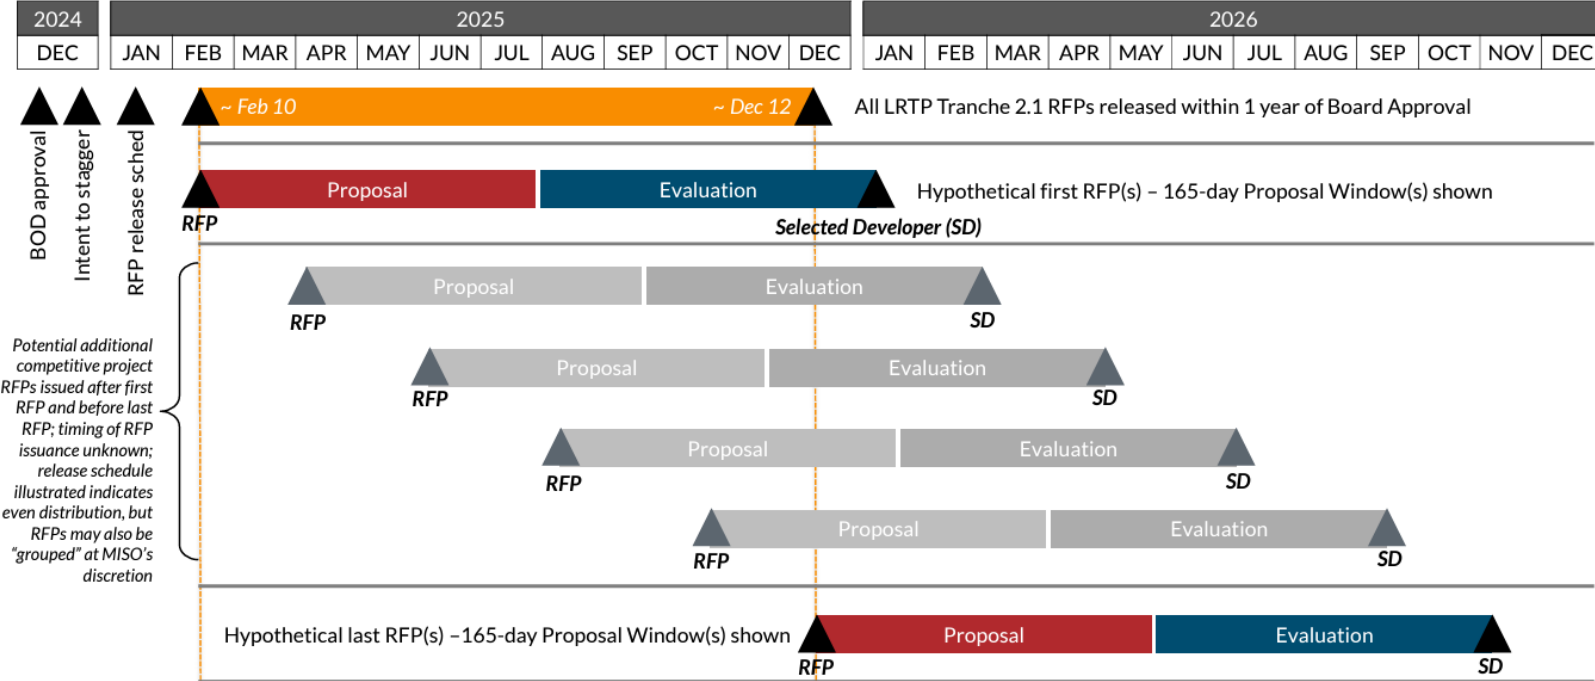 2024 2025 2026
DEC JAN FEB MAR APR MAY JUN JUL AUG SEP OCT NOV DEC JAN FEB MAR APR MAY JUN JUL AUG SEP OCT NOV DEC
BOD approval
Intent to stagger
RFP release sched
~ Feb 10 ~ Dec 12 All LRTP Tranche 2.1 RFPs released within 1 year of Board Approval
Proposal Evaluation Hypothetical first RFP(s) – 165-day Proposal Window(s) shown
RFP Selected Developer (SD)
Proposal Evaluation
RFP SD
Potential additional
competitive project
RFPs issued after first
RFP and before last
RFP; timing of RFP
issuance unknown;
release schedule
illustrated indicates
even distribution, but
RFPs may also be
“grouped” at MISO’s
discretion
Proposal Evaluation
RFP SD
Proposal Evaluation
RFP SD
Proposal Evaluation
RFP SD
Hypothetical last RFP(s) –165-day Proposal Window(s) shown Proposal Evaluation
RFP SD